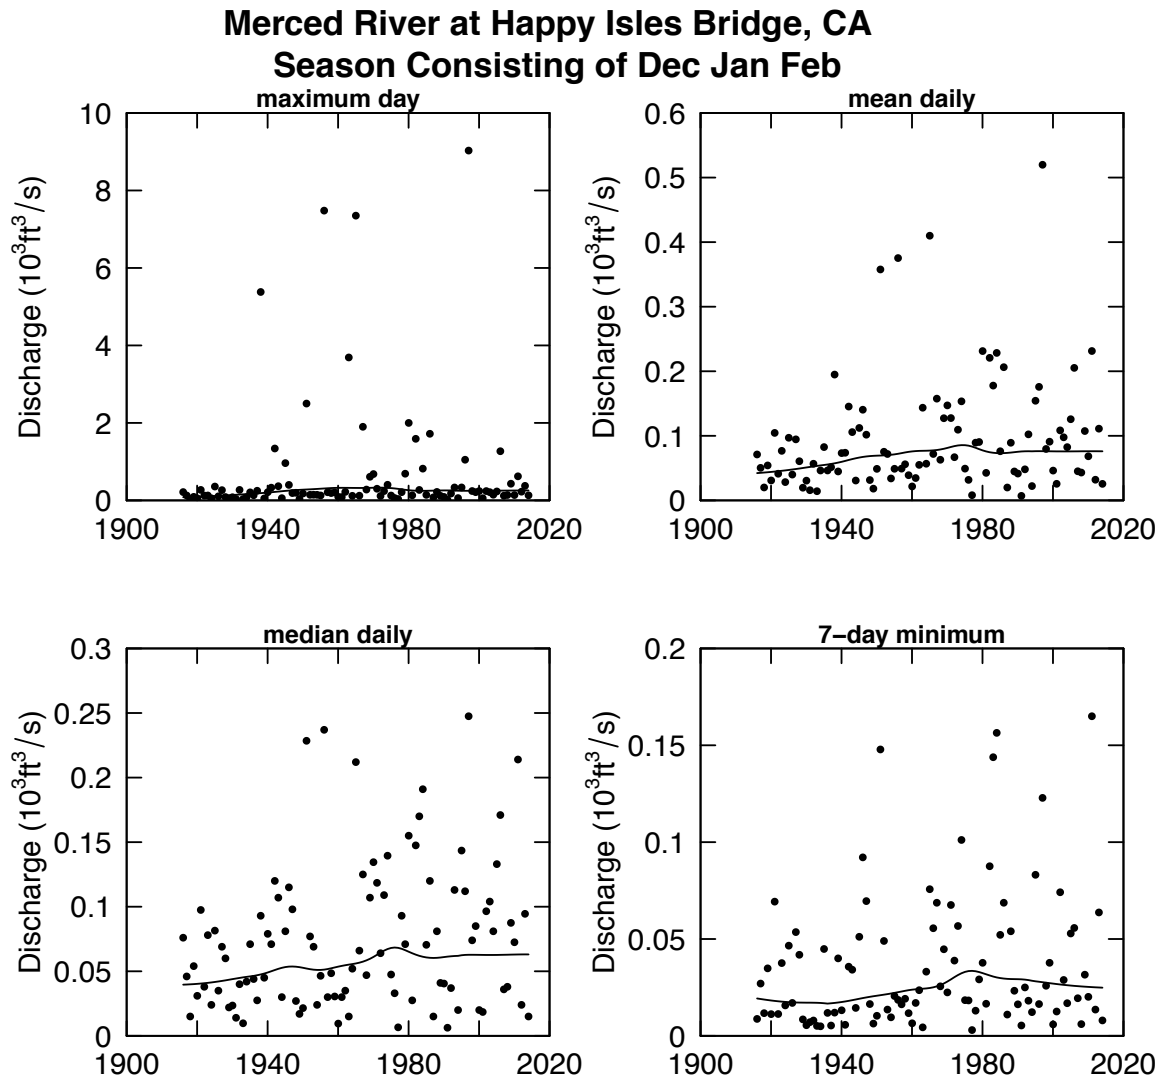 Merced River at Happy Isles Bridge, CA
Season Consisting of Dec Jan Feb
maximum day
Discharge (10³ft³/s)
10
8
6
4
2
0
1900 1940 1980 2020
mean daily
Discharge (10³ft³/s)
0.6
0.5
0.4
0.3
0.2
0.1
0
1900 1940 1980 2020
median daily
Discharge (10³ft³/s)
0.3
0.25
0.2
0.15
0.1
0.05
0
1900 1940 1980 2020
7−day minimum
Discharge (10³ft³/s)
0.2
0.15
0.1
0.05
0
1900 1940 1980 2020